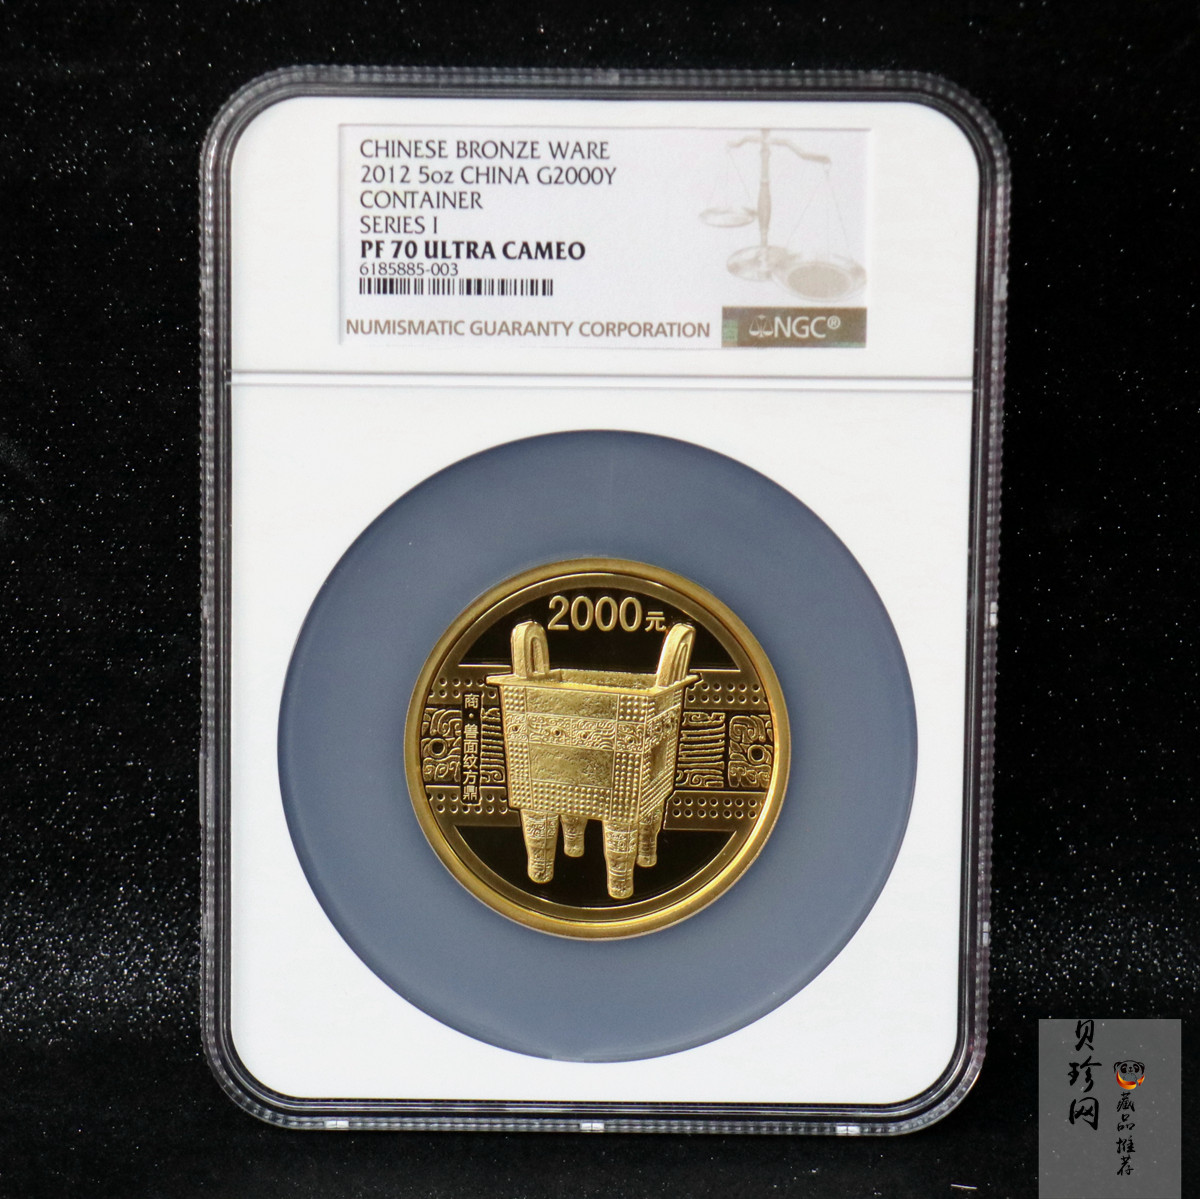 CHINESE BRONZE WARE
2012 5oz CHINA G2000Y
CONTAINER
SERIES I
PF 70 ULTRA CAMEO
6185885-003
NUMISMATIC GUARANTY CORPORATION
NGC®
2000元
商·兽面纹方鼎
贝珍网
藏品推荐